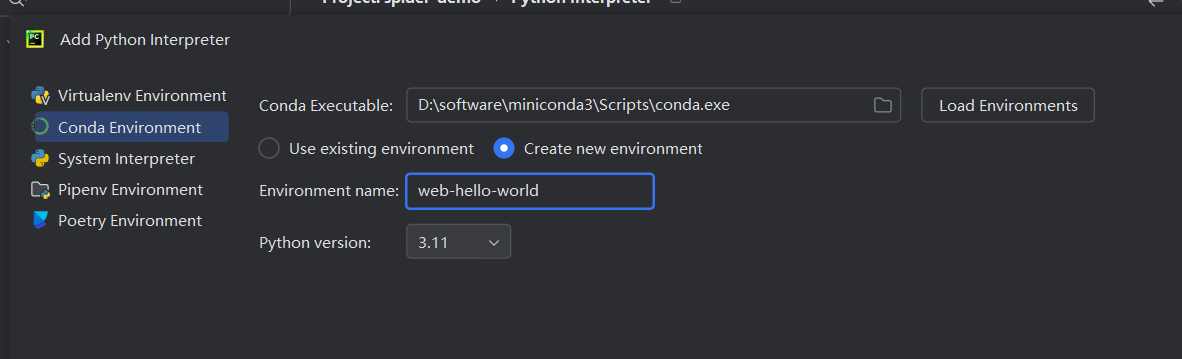 Project: spider-demo › Python Interpreter
PC
Add Python Interpreter
Virtualenv Environment
Conda Environment
System Interpreter
Pipenv Environment
Poetry Environment
Conda Executable: D:\software\miniconda3\Scripts\conda.exe Load Environments
Use existing environment Create new environment
Environment name: web-hello-world
Python version: 3.11